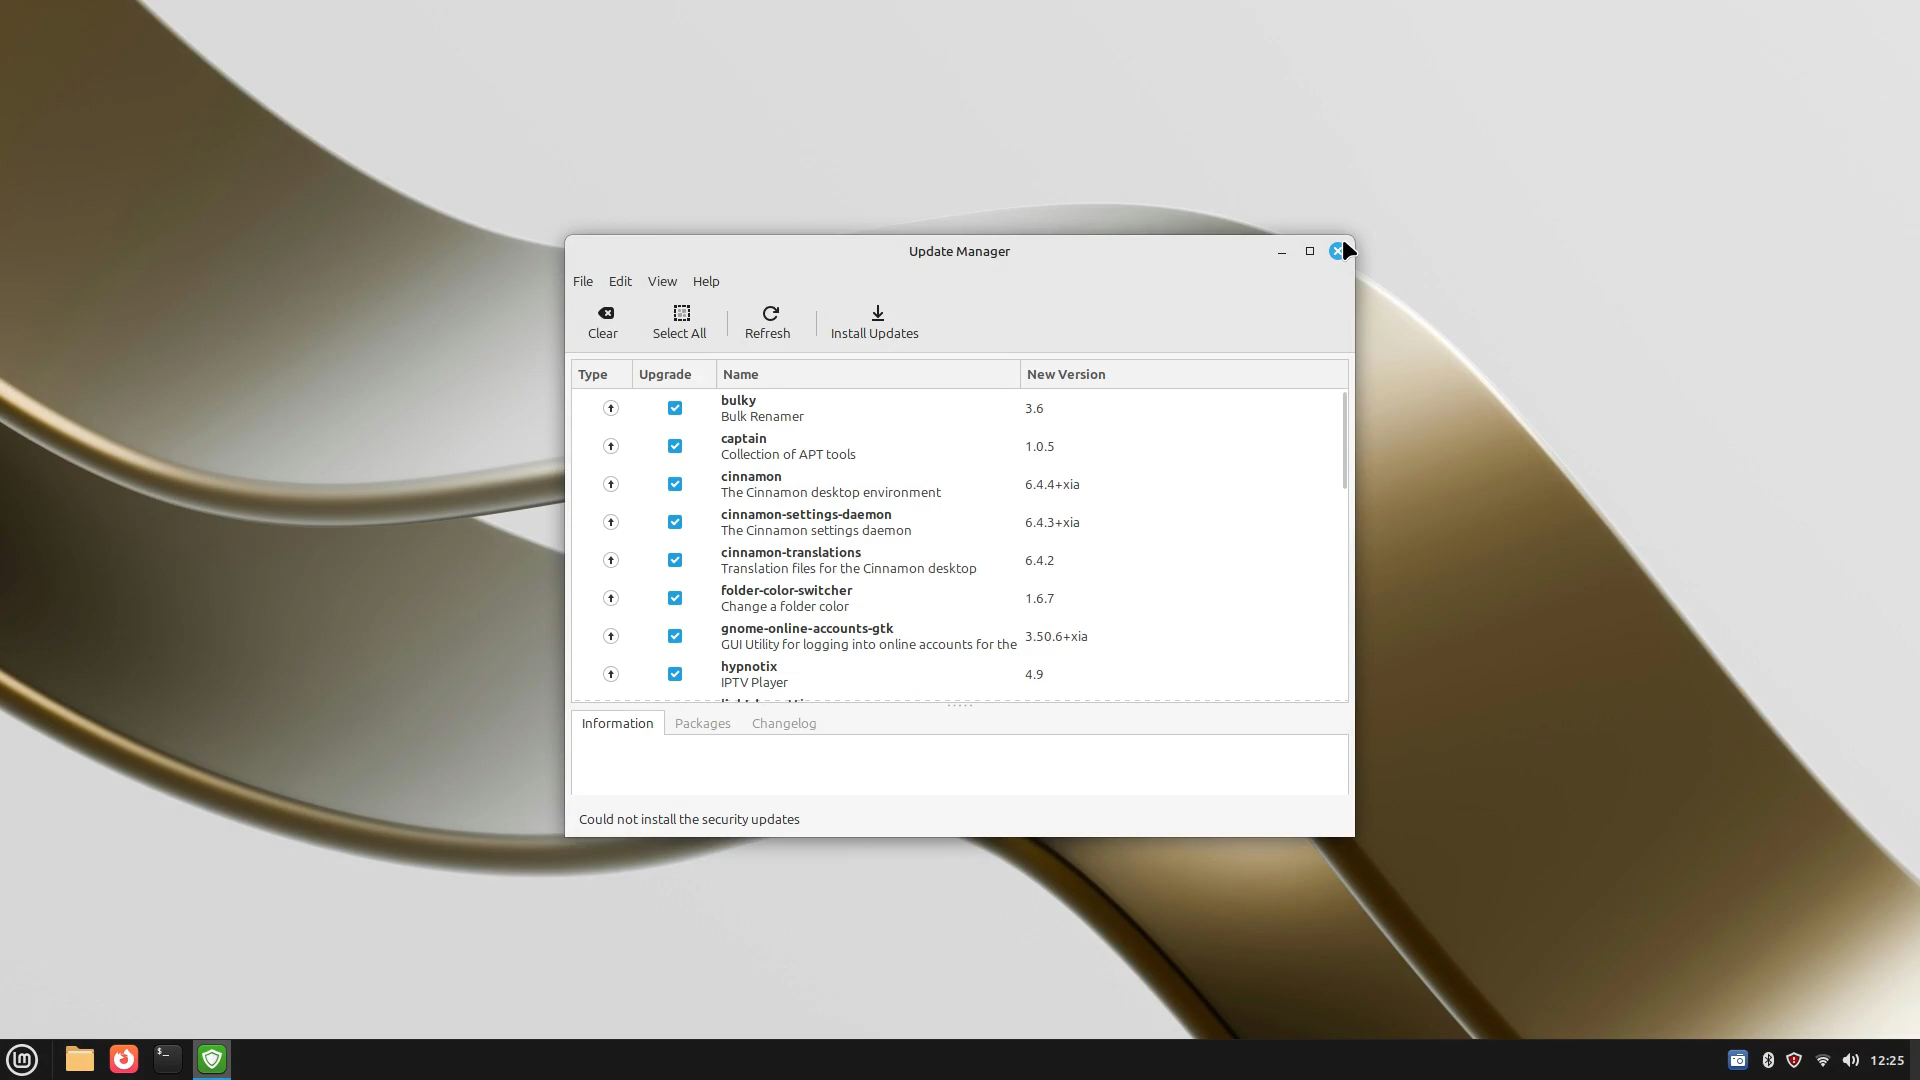 Update Manager
File Edit View Help
Clear Select All Refresh Install Updates
Type Upgrade Name New Version
bulky
Bulk Renamer
3.6
captain
Collection of APT tools
1.0.5
cinnamon
The Cinnamon desktop environment
6.4.4+xia
cinnamon-settings-daemon
The Cinnamon settings daemon
6.4.3+xia
cinnamon-translations
Translation files for the Cinnamon desktop
6.4.2
folder-color-switcher
Change a folder color
1.6.7
gnome-online-accounts-gtk
GUI Utility for logging into online accounts for the
3.50.6+xia
hypnotix
IPTV Player
4.9
Information Packages Changelog
Could not install the security updates
12:25